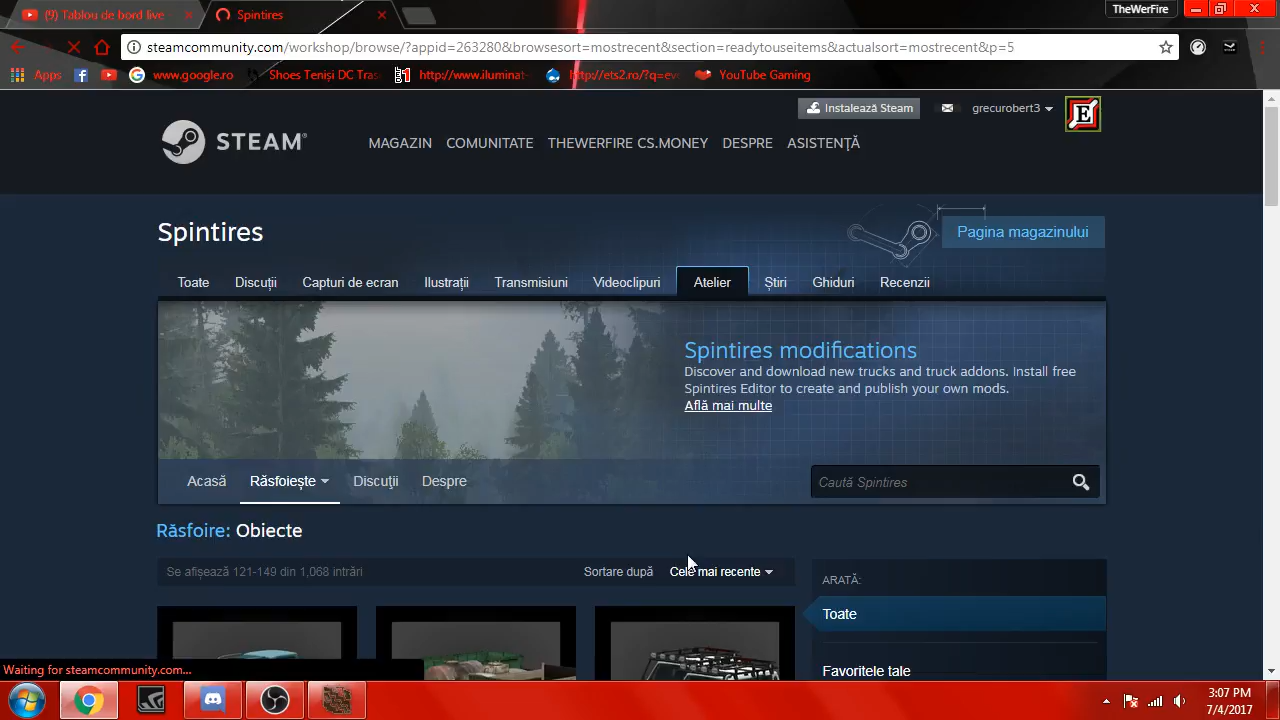 (9) Tablou de bord live
Spintires
TheWerFire
steamcommunity.com/workshop/browse/?appid=263280&browsesort=mostrecent&section=readytouseitems&actualsort=mostrecent&p=5
Apps
www.google.ro
Shoes Teniși DC Tras
http://www.iluminat
http://ets2.ro/?q=eve
YouTube Gaming
Instalează Steam
grecurobert3
STEAM
MAGAZIN COMUNITATE THEWERFIRE CS.MONEY DESPRE ASISTENŢĂ
Spintires
Pagina magazinului
Toate Discuții Capturi de ecran Ilustrații Transmisiuni Videoclipuri Atelier Știri Ghiduri Recenzii
Spintires modifications
Discover and download new trucks and truck addons. Install free
Spintires Editor to create and publish your own mods.
Află mai multe
Acasă Răsfoiește Discuţii Despre
Caută Spintires
Răsfoire: Obiecte
Se afișează 121-149 din 1,068 intrări
Sortare după Cele mai recente
ARATĂ:
Toate
Favoritele tale
Waiting for steamcommunity.com...
3:07 PM
7/4/2017